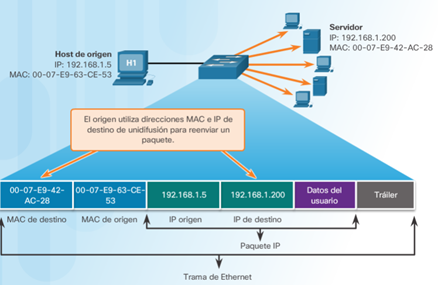 Host de origen
IP: 192.168.1.5
MAC: 00-07-E9-63-CE-53
H1
Servidor
IP: 192.168.1.200
MAC: 00-07-E9-42-AC-28
El origen utiliza direcciones MAC e IP de
destino de unidifusión para reenviar un
paquete.
00-07-E9-42-
AC-28
00-07-E9-63-CE-
53
192.168.1.5
192.168.1.200
Datos del
usuario
Tráiler
MAC de destino
MAC de origen
IP origen
IP de destino
Paquete IP
Trama de Ethernet